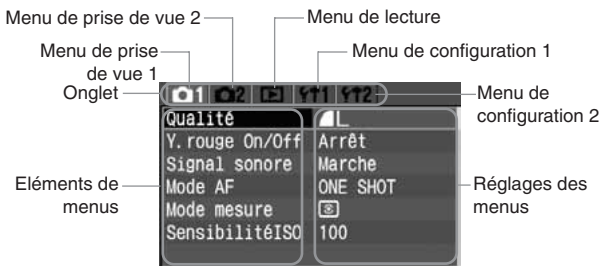 Menu de prise de vue 2
Menu de lecture
Menu de prise
de vue 1
Menu de configuration 1
Onglet
1 2 1 2
Menu de
configuration 2
Qualité L
Y.rouge On/Off Arrêt
Signal sonore Marche
Mode AF ONE SHOT
Mode mesure
SensibilitéISO 100
Eléments de
menus
Réglages des
menus